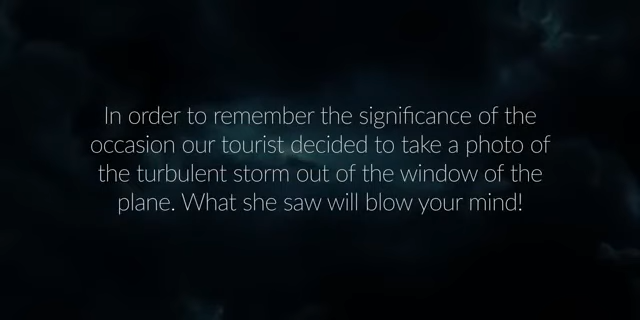 In order to remember the significance of the
occasion our tourist decided to take a photo of
the turbulent storm out of the window of the
plane. What she saw will blow your mind!